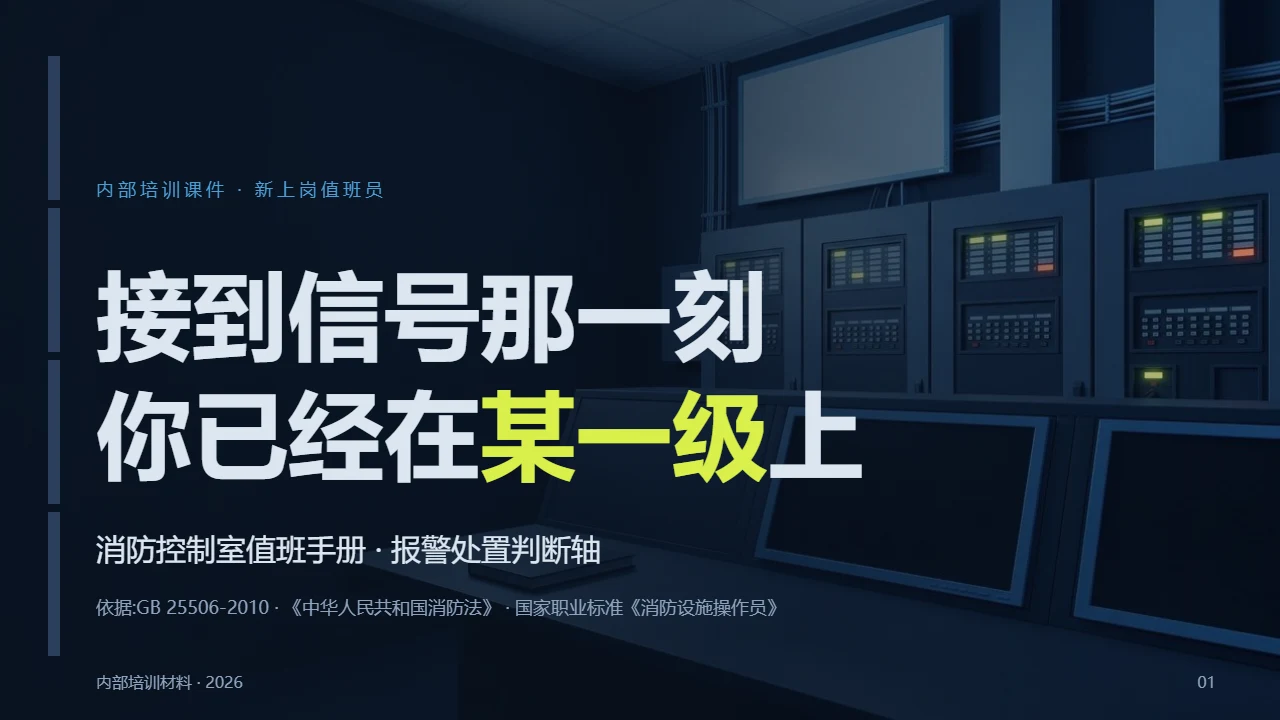 内部培训课件 · 新上岗值班员
接到信号那一刻
你已经在某一级上
消防控制室值班手册 · 报警处置判断轴
依据:GB 25506-2010 · 《中华人民共和国消防法》 · 国家职业标准《消防设施操作员》
内部培训材料 · 2026
01